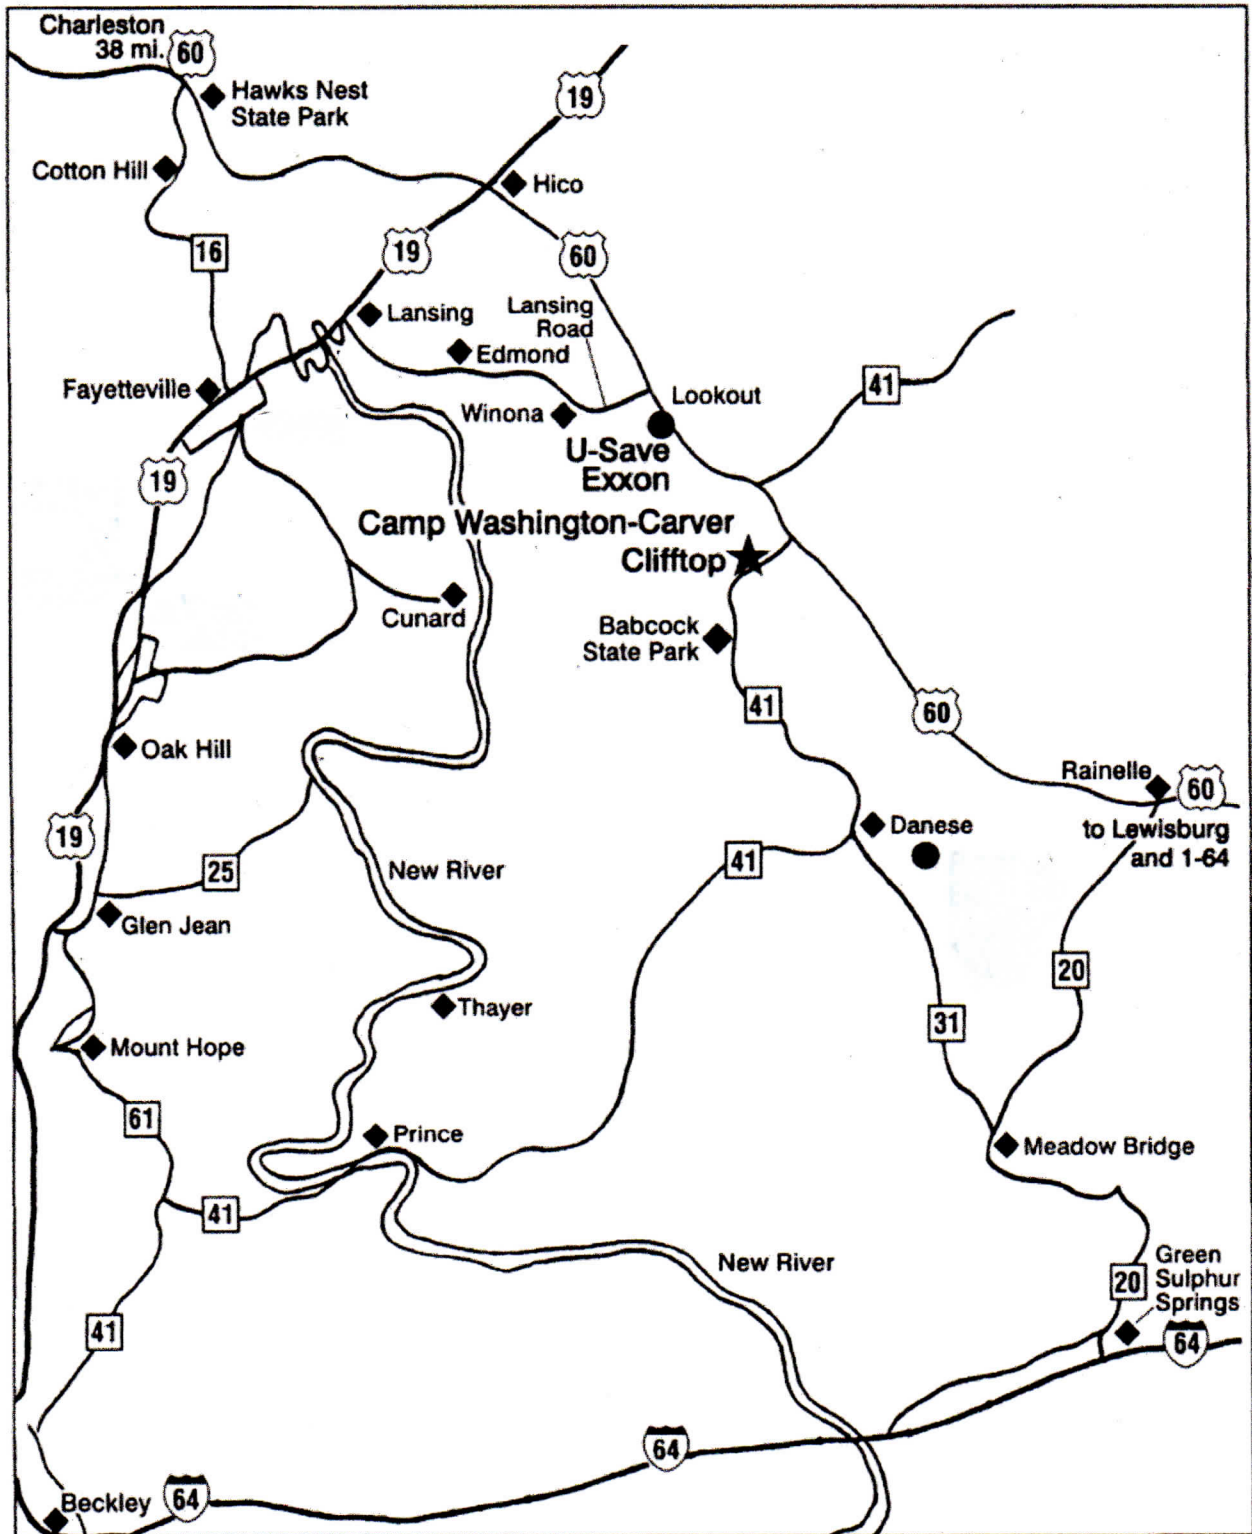 Charleston
38 mi.
60
Hawks Nest
State Park
19
Cotton Hill
Hico
16
19
60
Lansing
Lansing
Road
Edmond
41
Fayetteville
Lookout
Winona
U-Save
Exxon
19
Camp Washington-Carver
Clifftop
Cunard
Babcock
State Park
41
60
Oak Hill
Rainelle
60
19
Danese
to Lewisburg
and 1-64
41
25
New River
Glen Jean
20
Thayer
31
Mount Hope
61
Prince
Meadow Bridge
41
New River
Green
Sulphur
Springs
20
41
64
64
Beckley
64